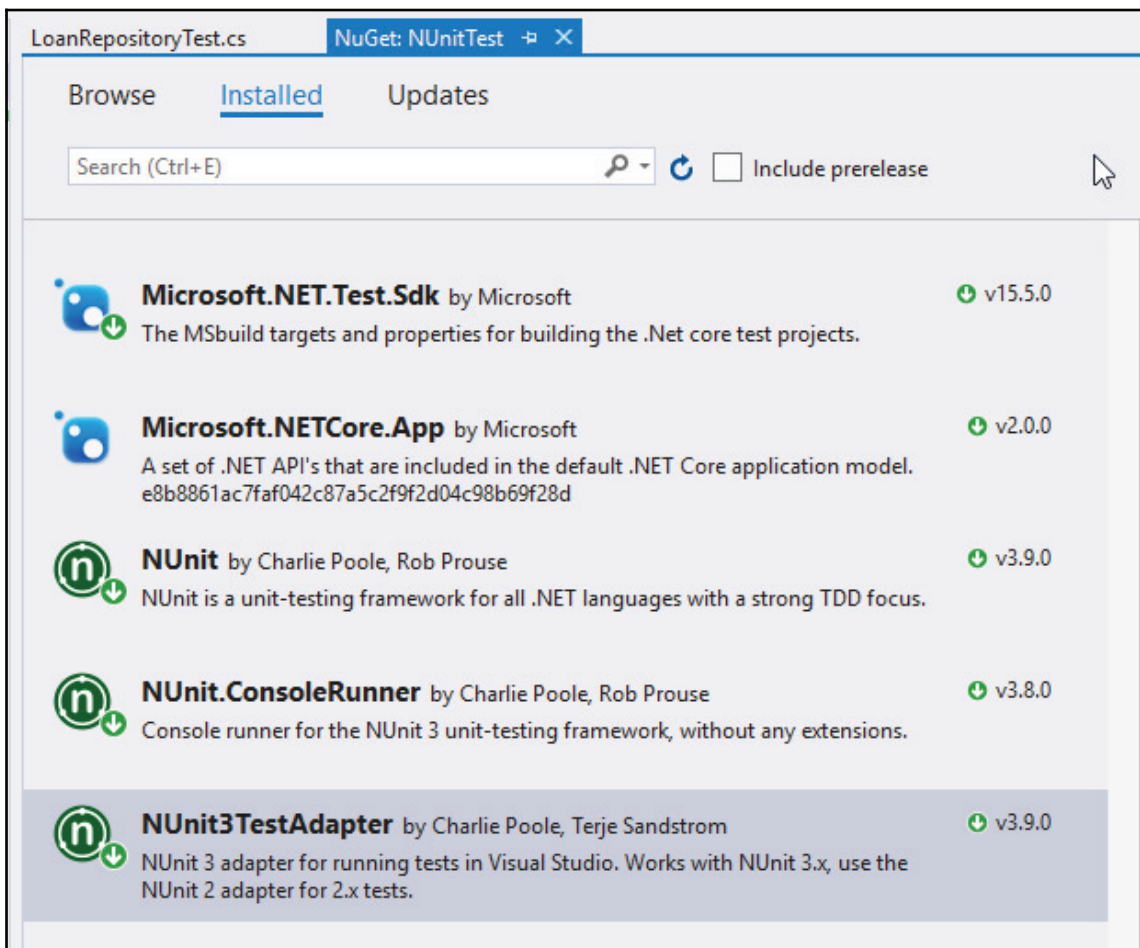 LoanRepositoryTest.cs NuGet: NUnitTest
Browse Installed Updates
Search (Ctrl+E) Include prerelease
Microsoft.NET.Test.Sdk by Microsoft v15.5.0
The MSbuild targets and properties for building the .Net core test projects.
Microsoft.NETCore.App by Microsoft v2.0.0
A set of .NET API's that are included in the default .NET Core application model.
e8b8861ac7faf042c87a5c2f9f2d04c98b69f28d
NUnit by Charlie Poole, Rob Prouse v3.9.0
NUnit is a unit-testing framework for all .NET languages with a strong TDD focus.
NUnit.ConsoleRunner by Charlie Poole, Rob Prouse v3.8.0
Console runner for the NUnit 3 unit-testing framework, without any extensions.
NUnit3TestAdapter by Charlie Poole, Terje Sandstrom v3.9.0
NUnit 3 adapter for running tests in Visual Studio. Works with NUnit 3.x, use the
NUnit 2 adapter for 2.x tests.